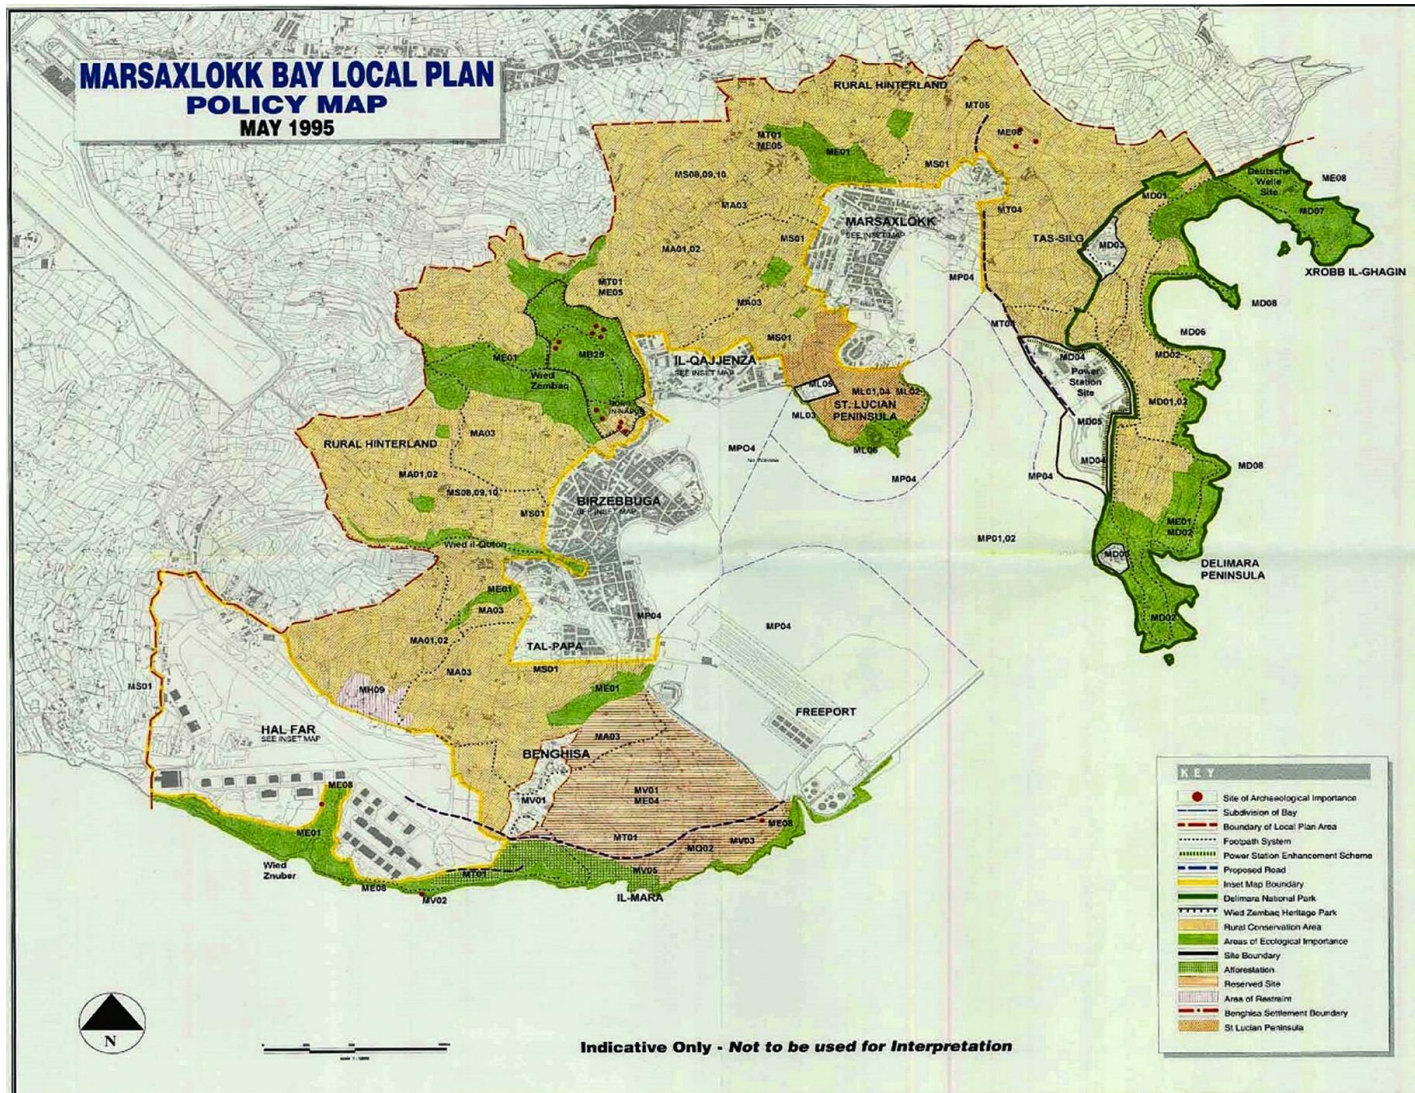 MARSAXLOKK BAY LOCAL PLAN
POLICY MAP
MAY 1995
RURAL HINTERLAND
MT05
ME08
MT01
ME05
ME01
MS01
MS08,09,10
MA03
MARSAXLOKK
SEE INSET MAP
MT04
MS01
MA01,02
TAS-SILG
MD01
MD03
Deutsche
Welle
Site
ME08
MD07
XROBB IL-GHAGIN
MP04
MD08
MD06
MT01
ME05
MA03
MS01
ME01
MB28
Wied
Zembaq
IL-QAJJENZA
SEE INSET MAP
MD04
Power
Station
Site
MD02
ML05
ML01,04
ML02
ST. LUCIAN
PENINSULA
ML03
ML06
MD01,02
MD05
MD04
RURAL HINTERLAND
MA03
MPO4
MP04
MP04
MD08
MA01,02
MS08,09,10
MS01
BIRZEBBUGA
SEE INSET MAP
ME01
MD02
MP01,02
Wied il-Qoton
DELIMARA
PENINSULA
ME01
MA03
MP04
MP04
MD02
MA01,02
TAL-PAPA
MS01
MA03
MS01
MH09
ME01
HAL FAR
SEE INSET MAP
FREEPORT
BENGHISA
MA03
ME08
MV01
MV01
ME04
ME01
MT01
ME08
MV03
MQ02
Wied
Znuber
MT01
MV05
ME08
MV02
IL-MARA
KEY
Site of Archaeological Importance
Subdivision of Bay
Boundary of Local Plan Area
Footpath System
Power Station Enhancement Scheme
Proposed Road
Inset Map Boundary
Delimara National Park
Wied Zembaq Heritage Park
Rural Conservation Area
Areas of Ecological Importance
Site Boundary
Afforestation
Reserved Site
Area of Restraint
Benghisa Settlement Boundary
St Lucian Peninsula
N
Indicative Only - Not to be used for Interpretation